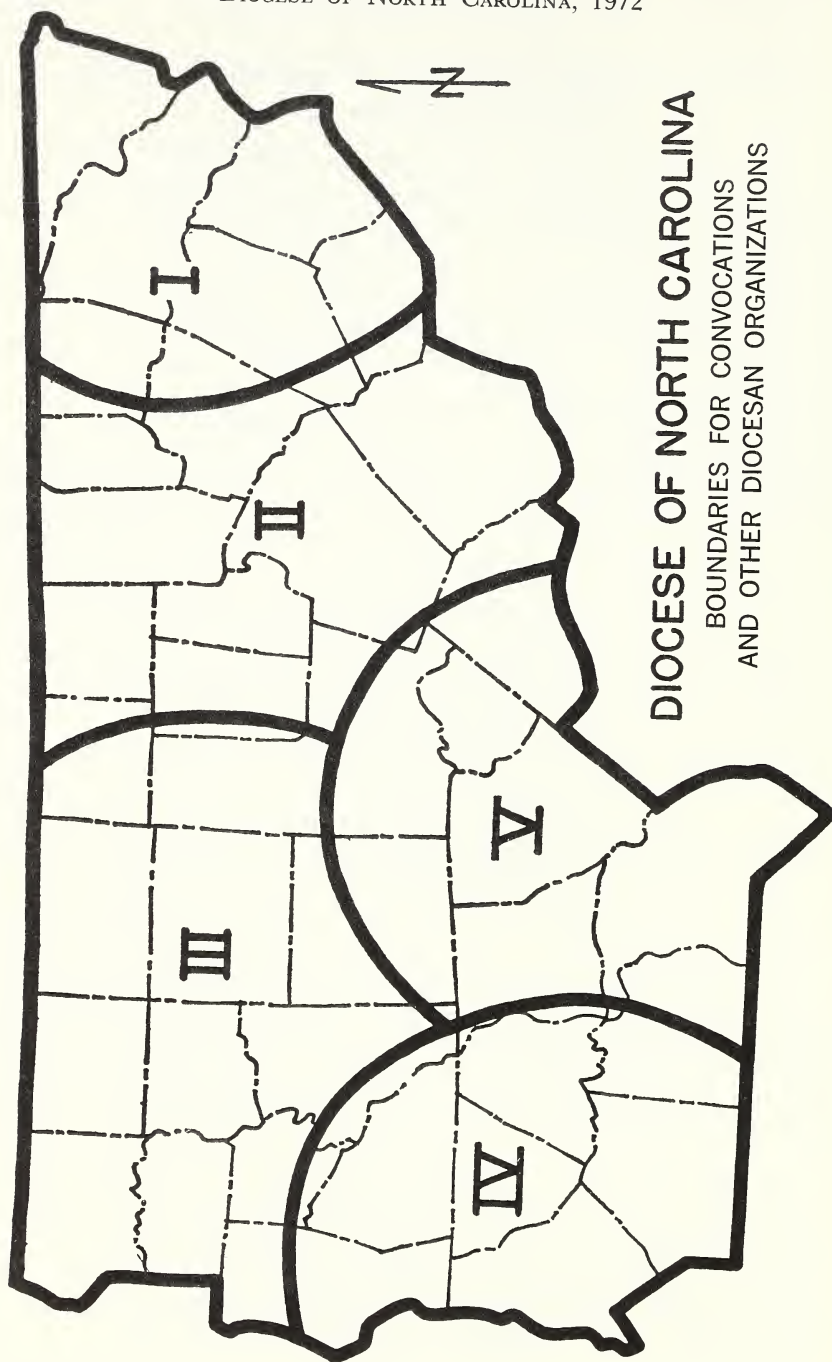 DIOCESE OF NORTH CAROLINA, 1972
N
I
II
III
IV
V
DIOCESE OF NORTH CAROLINA
BOUNDARIES FOR CONVOCATIONS
AND OTHER DIOCESAN ORGANIZATIONS